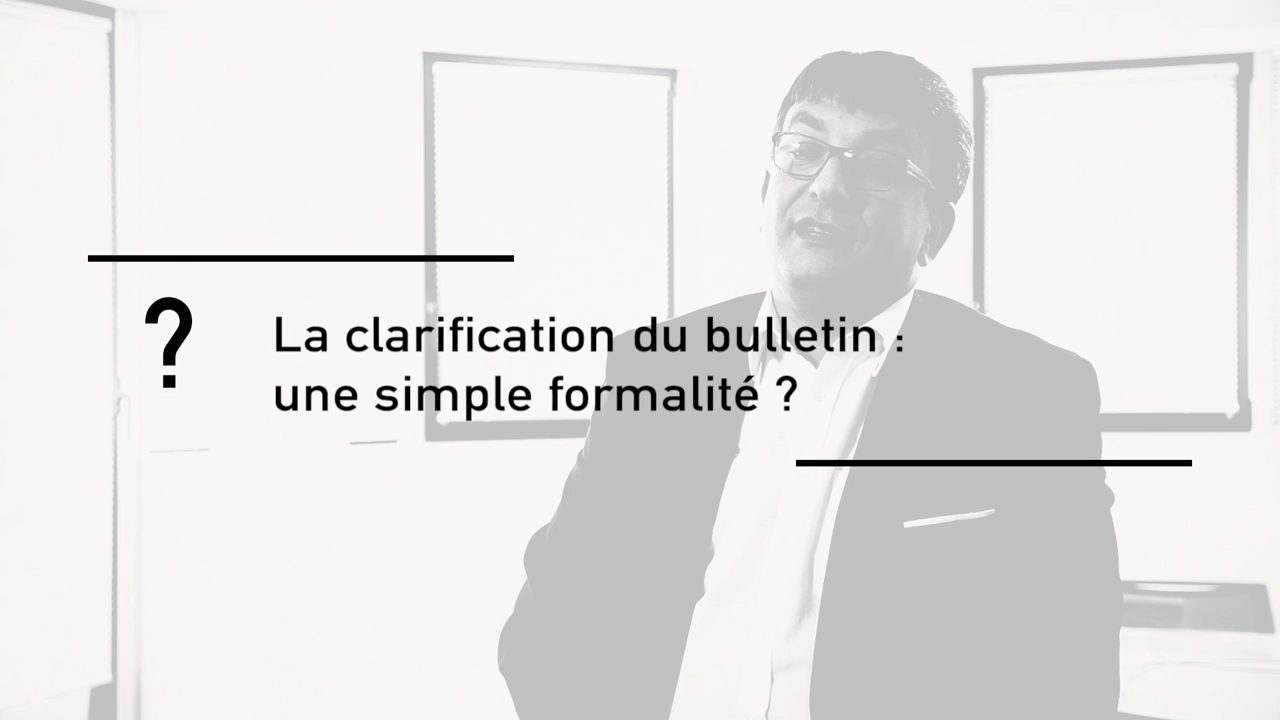 ?
La clarification du bulletin :
une simple formalité ?